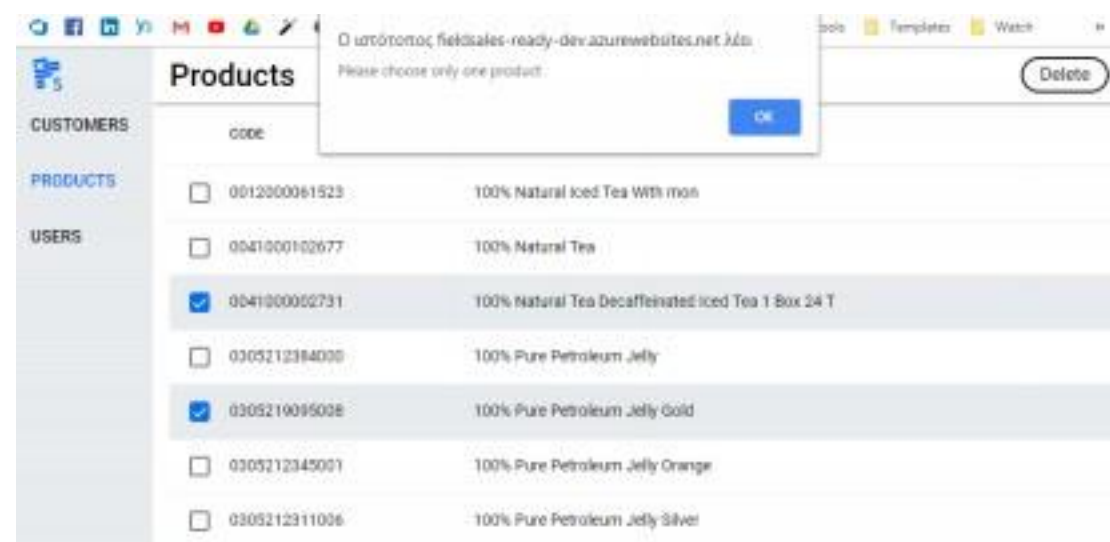 Ο ιστότοπος fieldsales-ready-dev.azurewebsites.net λέει
Templates
Watch
Please choose only one product.
OK
Products
Delete
S
CUSTOMERS
PRODUCTS
USERS
CODE
0012000061523 100% Natural Iced Tea With mon
0041000102677 100% Natural Tea
0041000002731 100% Natural Tea Decaffeinated Iced Tea 1 Box 24 T
0305212384000 100% Pure Petroleum Jelly
0305219095008 100% Pure Petroleum Jelly Gold
0305212345001 100% Pure Petroleum Jelly Orange
0305212311006 100% Pure Petroleum Jelly Silver